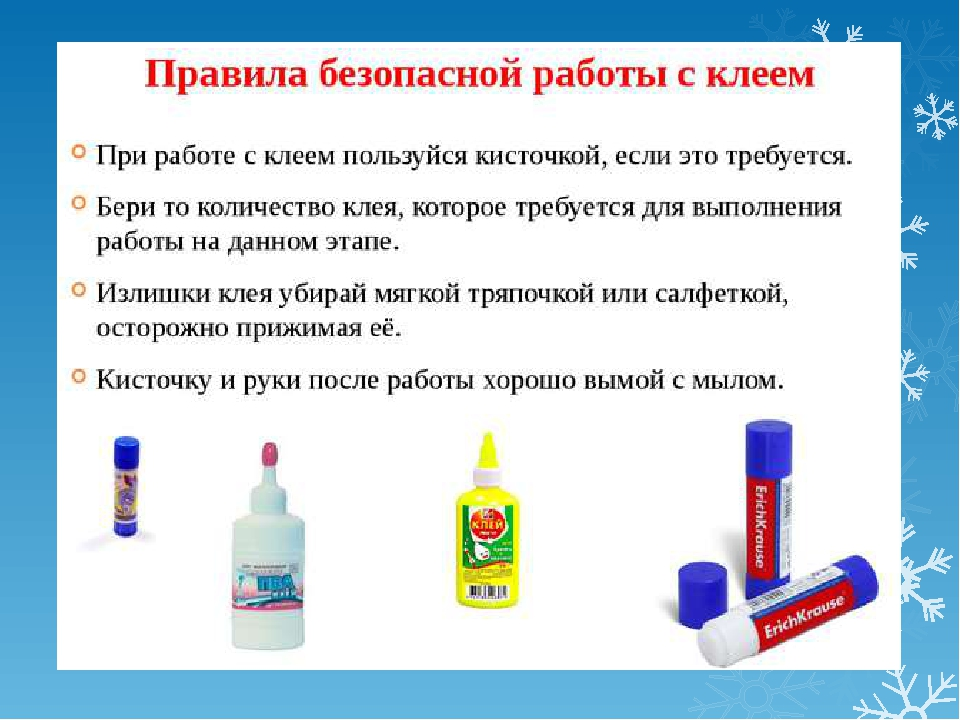 Правила безопасной работы с клеем
При работе с клеем пользуйся кисточкой, если это требуется.
Бери то количество клея, которое требуется для выполнения
работы на данном этапе.
Излишки клея убирай мягкой тряпочкой или салфеткой,
осторожно прижимая её.
Кисточку и руки после работы хорошо вымой с мылом.
ПВА
КЛЕЙ
ErichKrause
ErichKrause